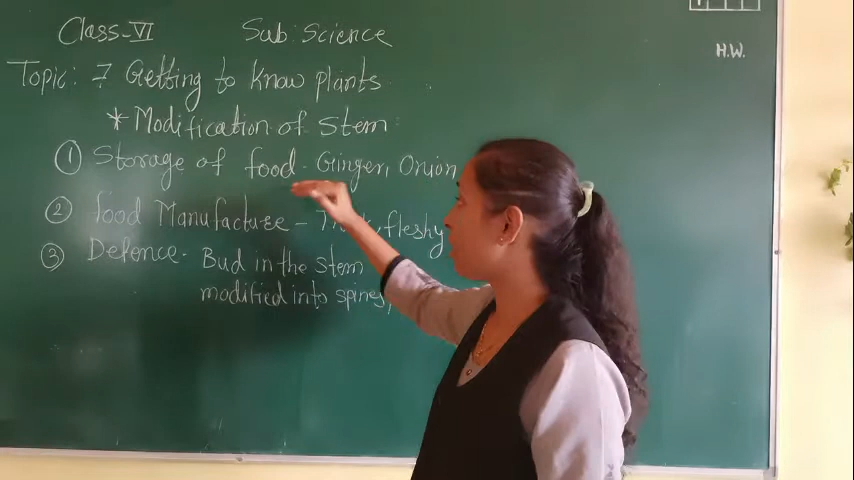 Class-VI Sub: Science
Topic: 7 Getting to Know plants
* Modification of Stem
① Storage of food - Ginger, Onion
② food Manufacture - fleshy
③ Defence - Bud in the stem
modified into spines,
H.W.